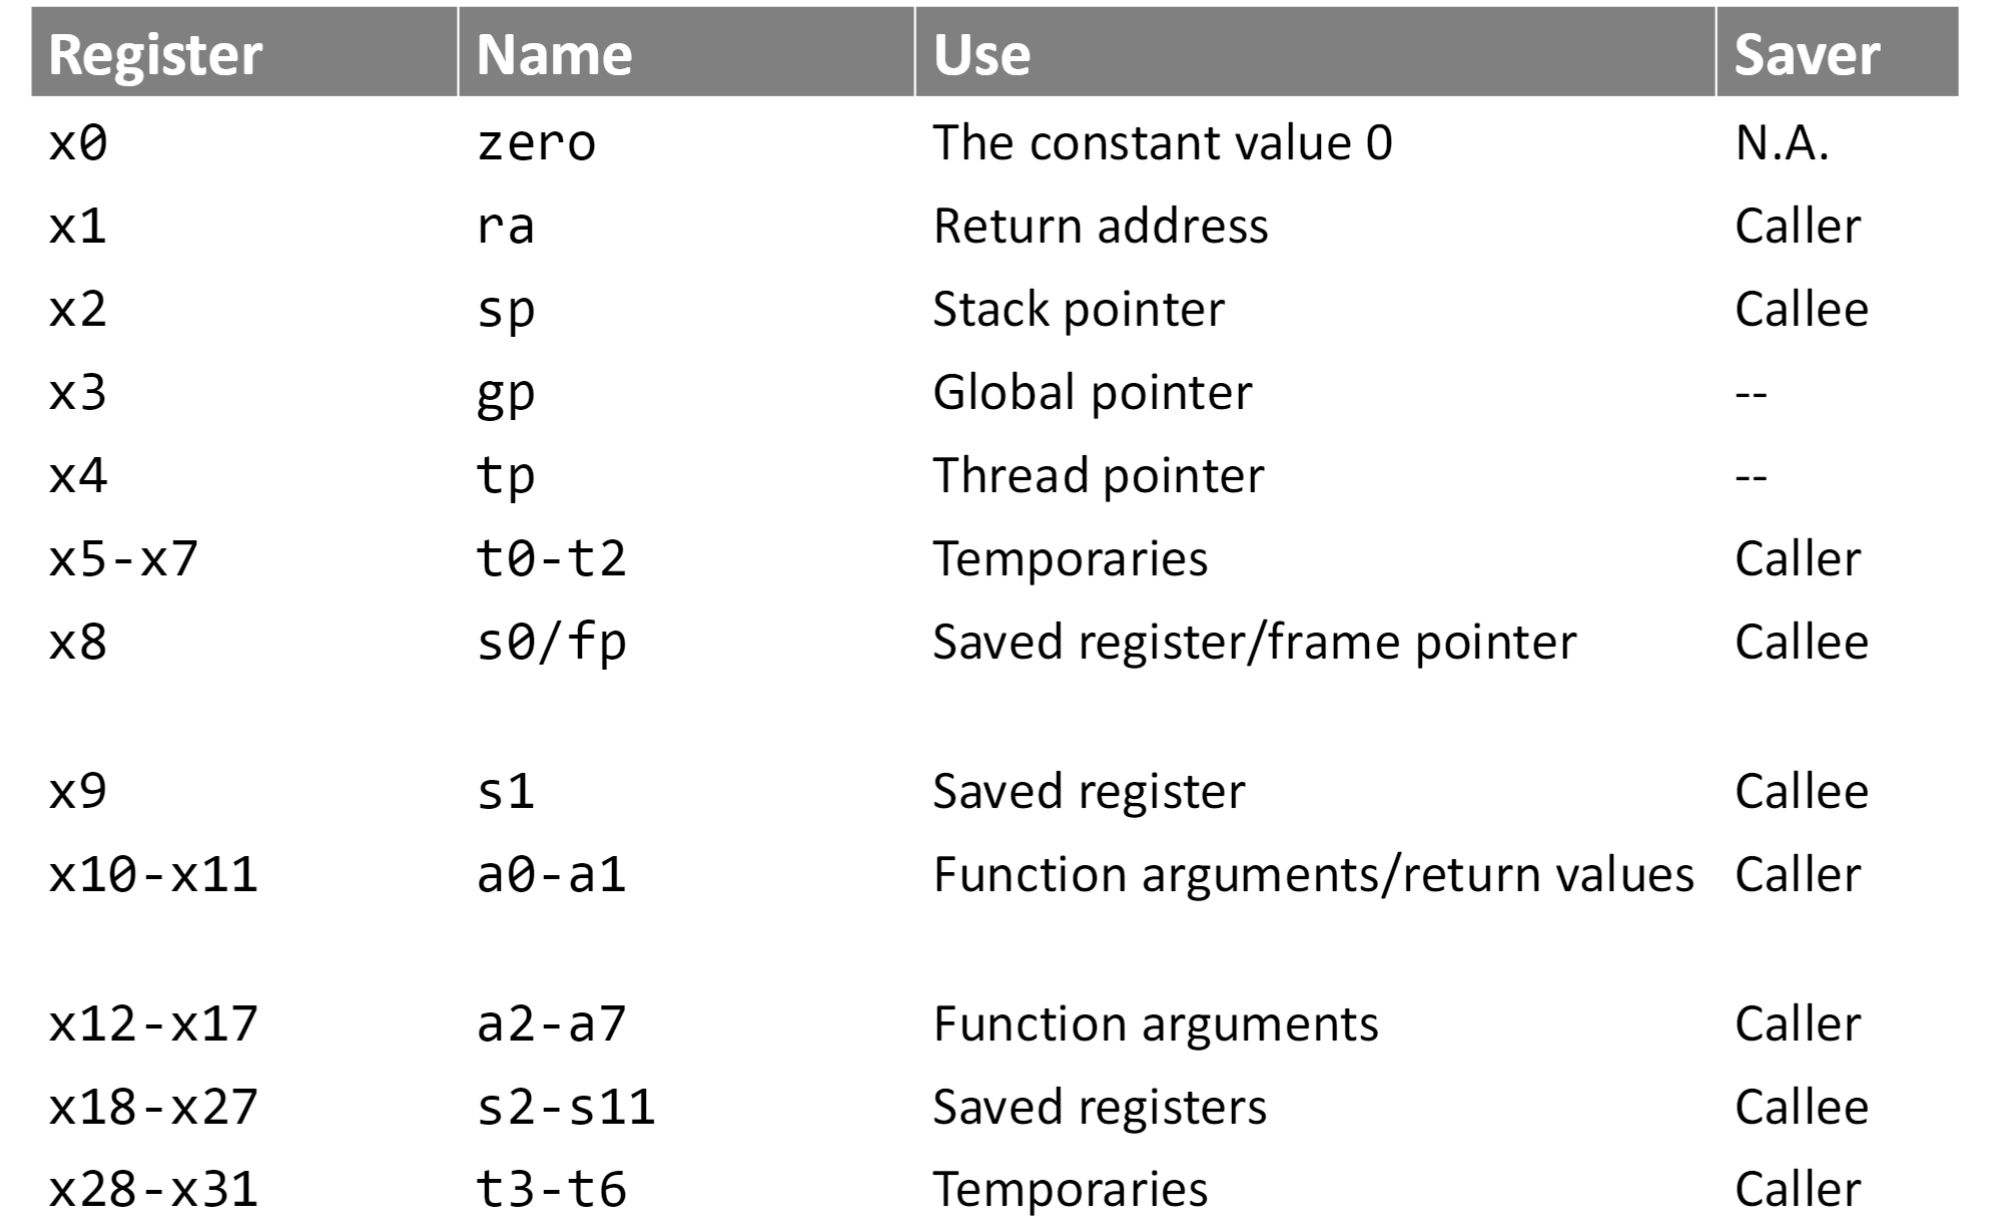 Register Name Use Saver
x0 zero The constant value 0 N.A.
x1 ra Return address Caller
x2 sp Stack pointer Callee
x3 gp Global pointer --
x4 tp Thread pointer --
x5-x7 t0-t2 Temporaries Caller
x8 s0/fp Saved register/frame pointer Callee
x9 s1 Saved register Callee
x10-x11 a0-a1 Function arguments/return values Caller
x12-x17 a2-a7 Function arguments Caller
x18-x27 s2-s11 Saved registers Callee
x28-x31 t3-t6 Temporaries Caller